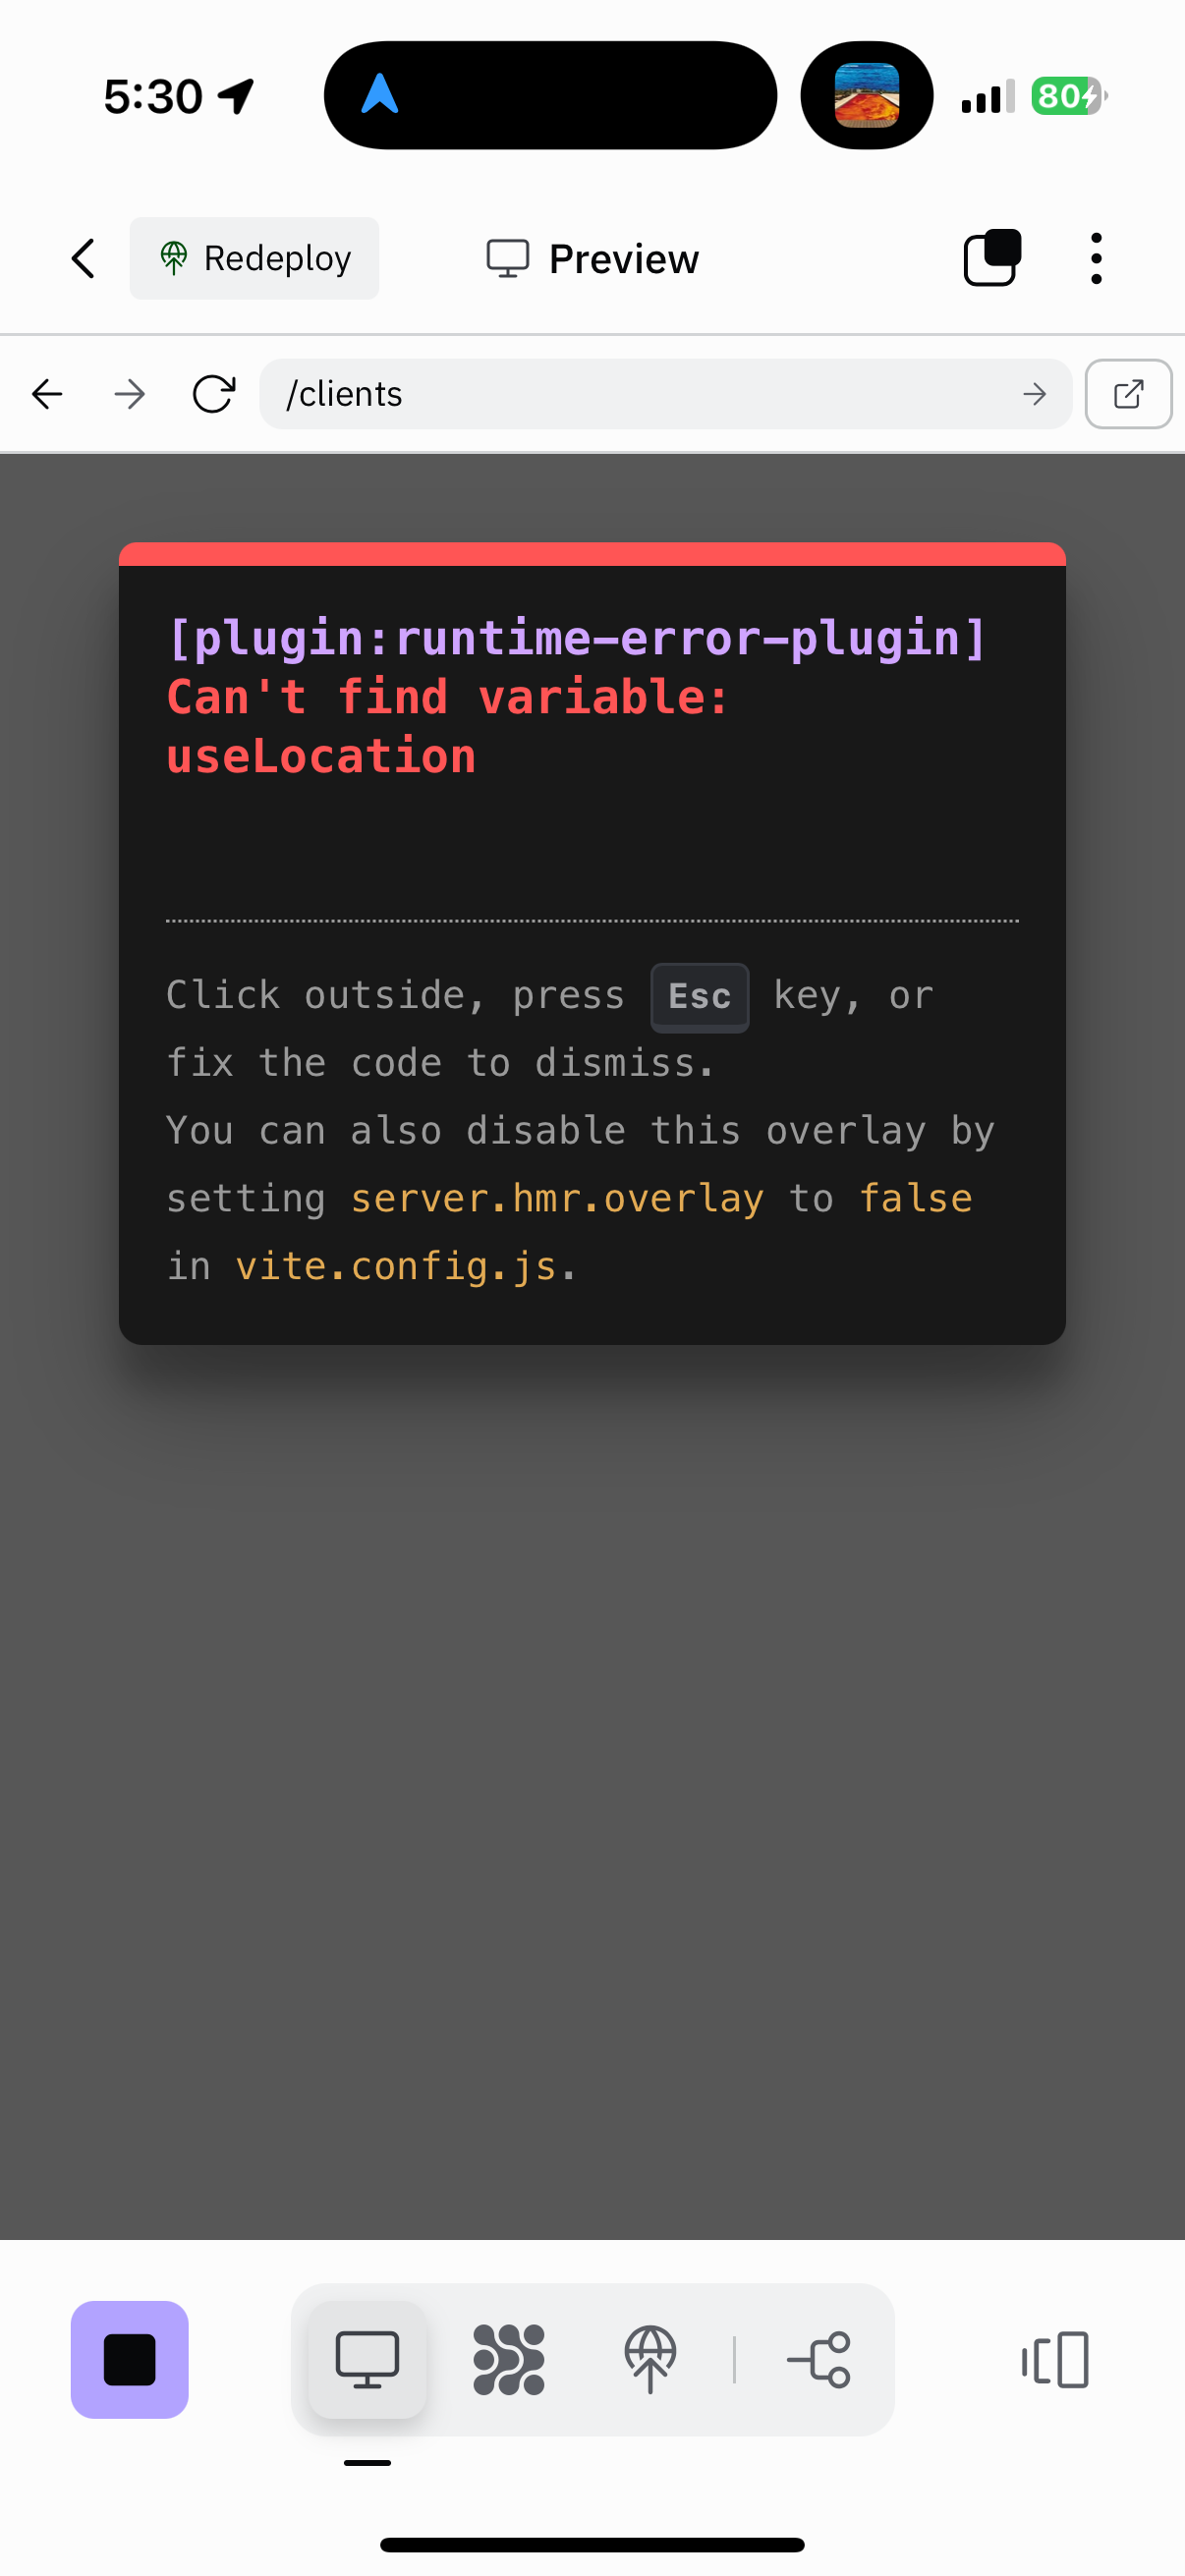 5:30
80
Redeploy
Preview
/clients
[plugin:runtime-error-plugin]
Can't find variable:
useLocation
Click outside, press Esc key, or
fix the code to dismiss.
You can also disable this overlay by
setting server.hmr.overlay to false
in vite.config.js.